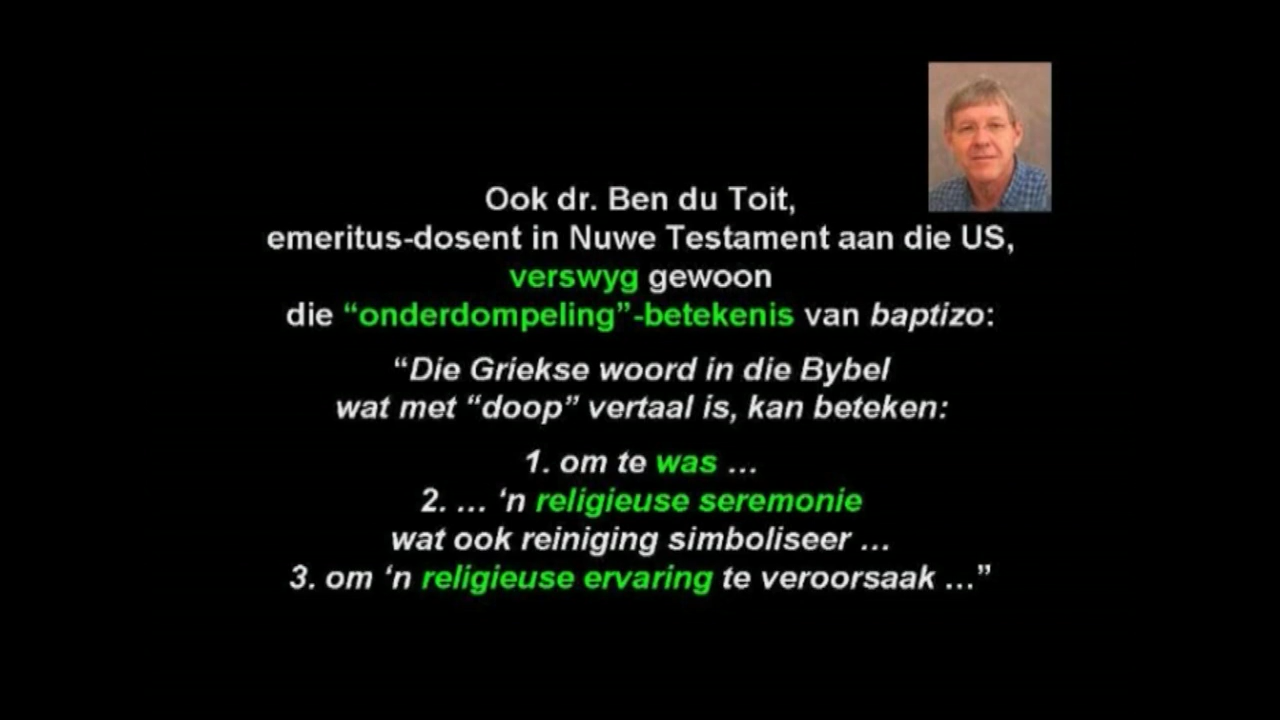 Ook dr. Ben du Toit,
emeritus-dosent in Nuwe Testament aan die US,
verswyg gewoon
die “onderdompeling”-betekenis van baptizo:
“Die Griekse woord in die Bybel
wat met “doop” vertaal is, kan beteken:
1. om te was ...
2. ... ‘n religieuse seremonie
wat ook reiniging simboliseer ...
3. om ‘n religieuse ervaring te veroorsaak ...”